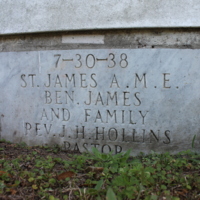 7-30-38
ST. JAMES A.M.E.
BEN. JAMES
AND FAMILY
REV. J.H. HOLLINS
PASTOR